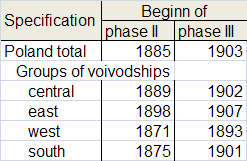 Specification Beginn of
phase II phase III
Poland total 1885 1903
Groups of voivodships
central 1889 1902
east 1898 1907
west 1871 1893
south 1875 1901